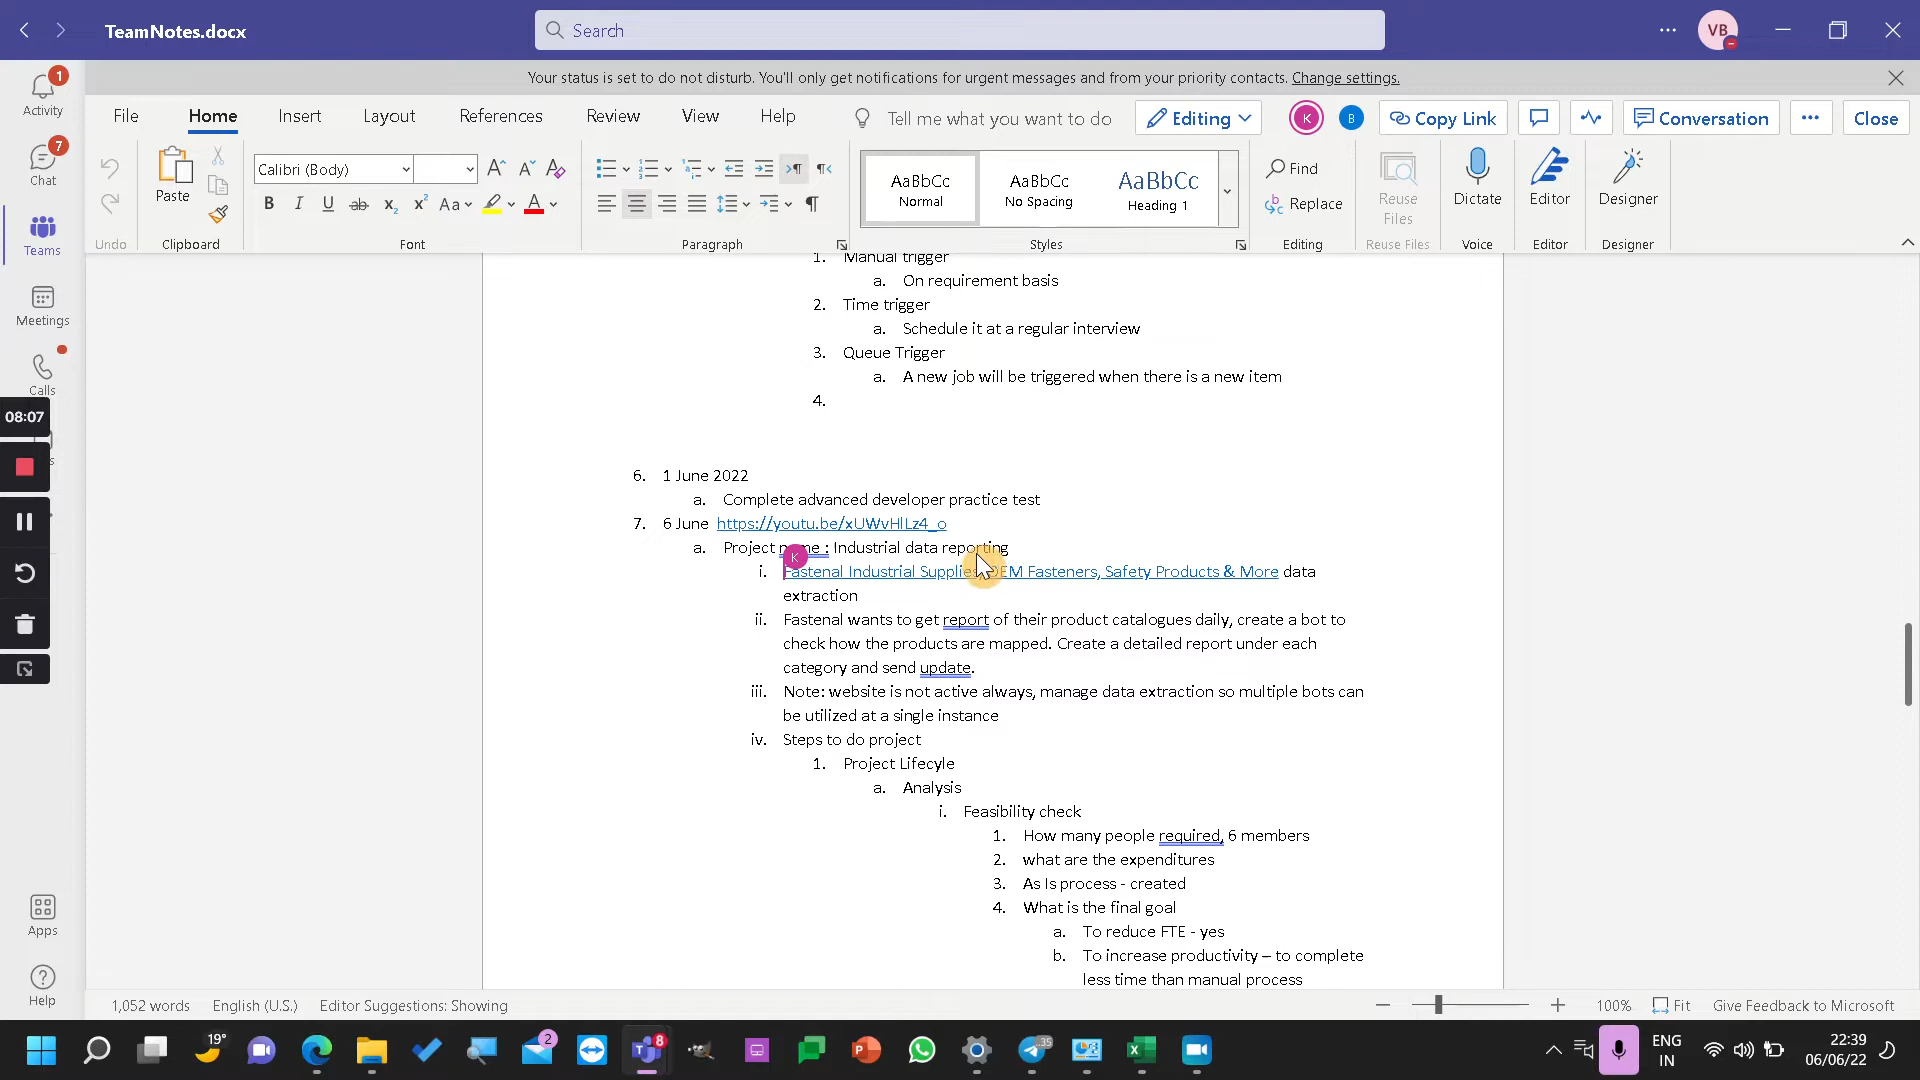 TeamNotes.docx
Search
VB
Your status is set to do not disturb. You'll only get notifications for urgent messages and from your priority contacts. Change settings.
File Home Insert Layout References Review View Help Tell me what you want to do Editing K B Copy Link Conversation Close
Activity 1
Chat 7
Teams
Meetings
Calls
08:07
Apps
Help
Undo
Paste
Clipboard
Calibri (Body)
Font
Paragraph
AaBbCc Normal
AaBbCc No Spacing
AaBbCc Heading 1
Styles
Find
Replace
Editing
Reuse Files
Reuse Files
Dictate
Voice
Editor
Editor
Designer
Designer
1. Manual trigger
a. On requirement basis
2. Time trigger
a. Schedule it at a regular interview
3. Queue Trigger
a. A new job will be triggered when there is a new item
4.
6. 1 June 2022
a. Complete advanced developer practice test
7. 6 June https://youtu.be/xUWvHlLz4_o
a. Project name : Industrial data reporting
K
i. Fastenal Industrial Supplies, OEM Fasteners, Safety Products & More data
extraction
ii. Fastenal wants to get report of their product catalogues daily, create a bot to
check how the products are mapped. Create a detailed report under each
category and send update.
iii. Note: website is not active always, manage data extraction so multiple bots can
be utilized at a single instance
iv. Steps to do project
1. Project Lifecyle
a. Analysis
i. Feasibility check
1. How many people required, 6 members
2. what are the expenditures
3. As Is process - created
4. What is the final goal
a. To reduce FTE - yes
b. To increase productivity – to complete
less time than manual process
1,052 words English (U.S.) Editor Suggestions: Showing 100% Fit Give Feedback to Microsoft
19° 2 8 35 ENG IN 22:39 06/06/22